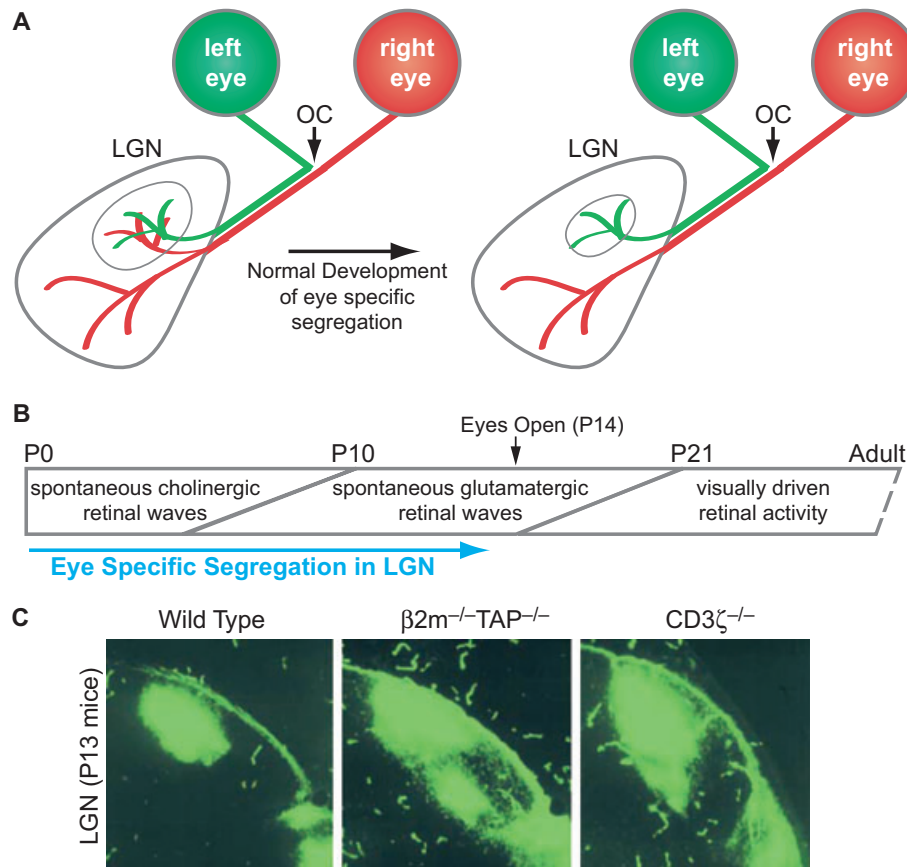 A
left eye
right eye
OC
LGN
Normal Development
of eye specific
segregation
left eye
right eye
OC
LGN
B
Eyes Open (P14)
P0 P10 P21 Adult
spontaneous cholinergic
retinal waves
spontaneous glutamatergic
retinal waves
visually driven
retinal activity
Eye Specific Segregation in LGN
C
Wild Type
β2m⁻/⁻TAP⁻/⁻
CD3ζ⁻/⁻
LGN (P13 mice)